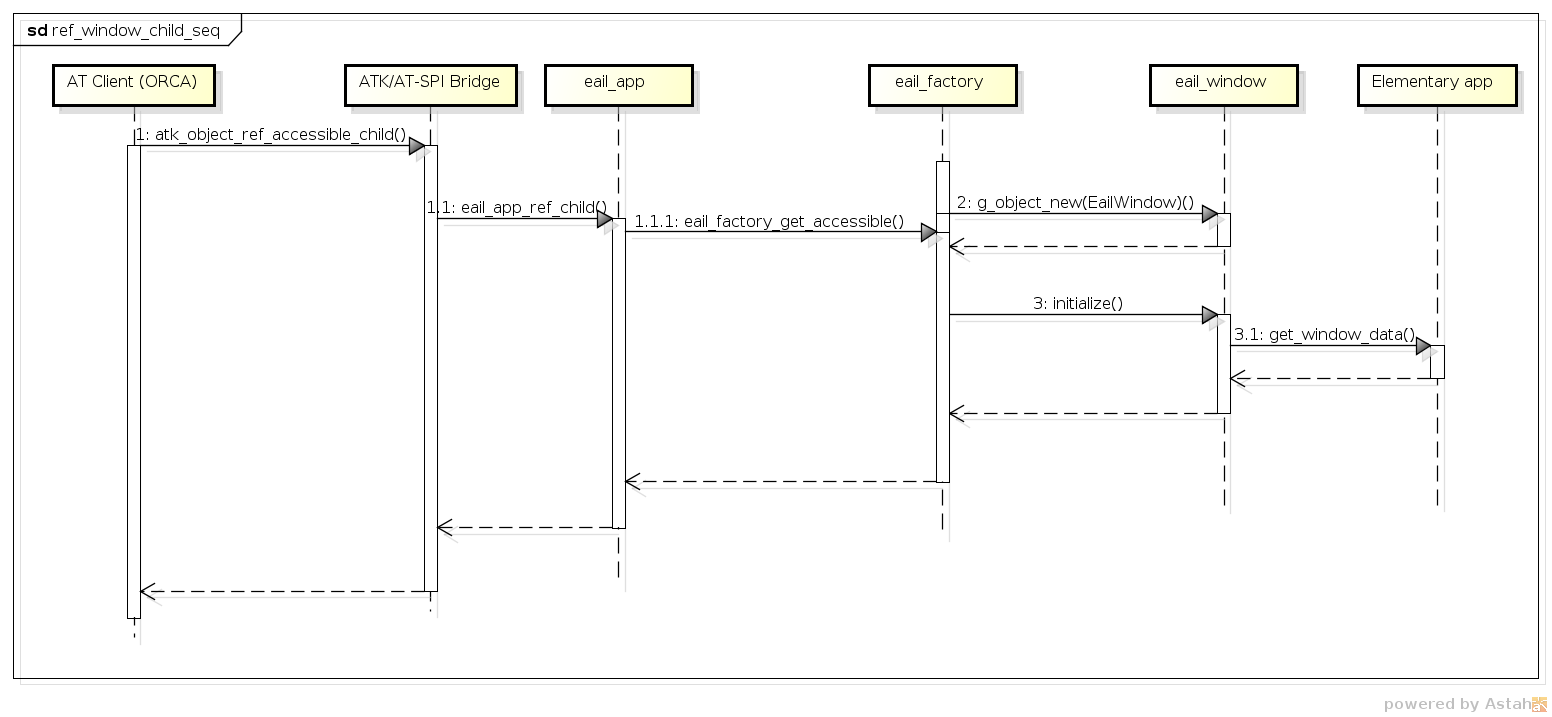 sd ref_window_child_seq
AT Client (ORCA)
ATK/AT-SPI Bridge
eail_app
eail_factory
eail_window
Elementary app
1: atk_object_ref_accessible_child()
1.1: eail_app_ref_child()
2: g_object_new(EailWindow)()
1.1.1: eail_factory_get_accessible()
3: initialize()
3.1: get_window_data()
powered by Astah